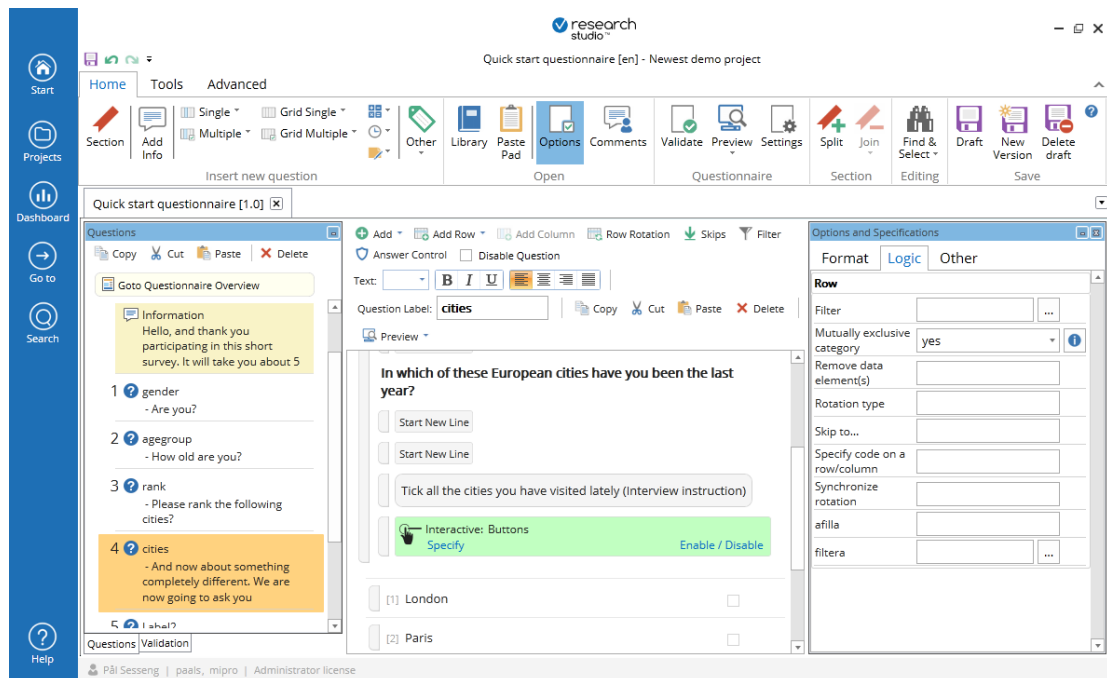 research
studio™
Quick start questionnaire [en] - Newest demo project
Home Tools Advanced
Start
Projects
Dashboard
Go to
Search
Help
Section
Add Info
Single
Multiple
Grid Single
Grid Multiple
Other
Insert new question
Library
Paste Pad
Options
Comments
Open
Validate
Preview
Settings
Questionnaire
Split
Join
Section
Find & Select
Editing
Draft
New Version
Delete draft
Save
Quick start questionnaire [1.0]
Questions
Copy Cut Paste Delete
Goto Questionnaire Overview
Information
Hello, and thank you
participating in this short
survey. It will take you about 5
1 gender
- Are you?
2 agegroup
- How old are you?
3 rank
- Please rank the following
cities?
4 cities
- And now about something
completely different. We are
now going to ask you
5 Label?
Questions Validation
Add Add Row Add Column Row Rotation Skips Filter
Answer Control Disable Question
Text: B I U
Question Label: cities Copy Cut Paste Delete
Preview
In which of these European cities have you been the last
year?
Start New Line
Start New Line
Tick all the cities you have visited lately (Interview instruction)
Interactive: Buttons
Specify Enable / Disable
[1] London
[2] Paris
Options and Specifications
Format Logic Other
Row
Filter ...
Mutually exclusive
category yes
Remove data
element(s)
Rotation type
Skip to...
Specify code on a
row/column
Synchronize
rotation
afilla
filtera ...
Pål Sesseng | paals, mipro | Administrator license